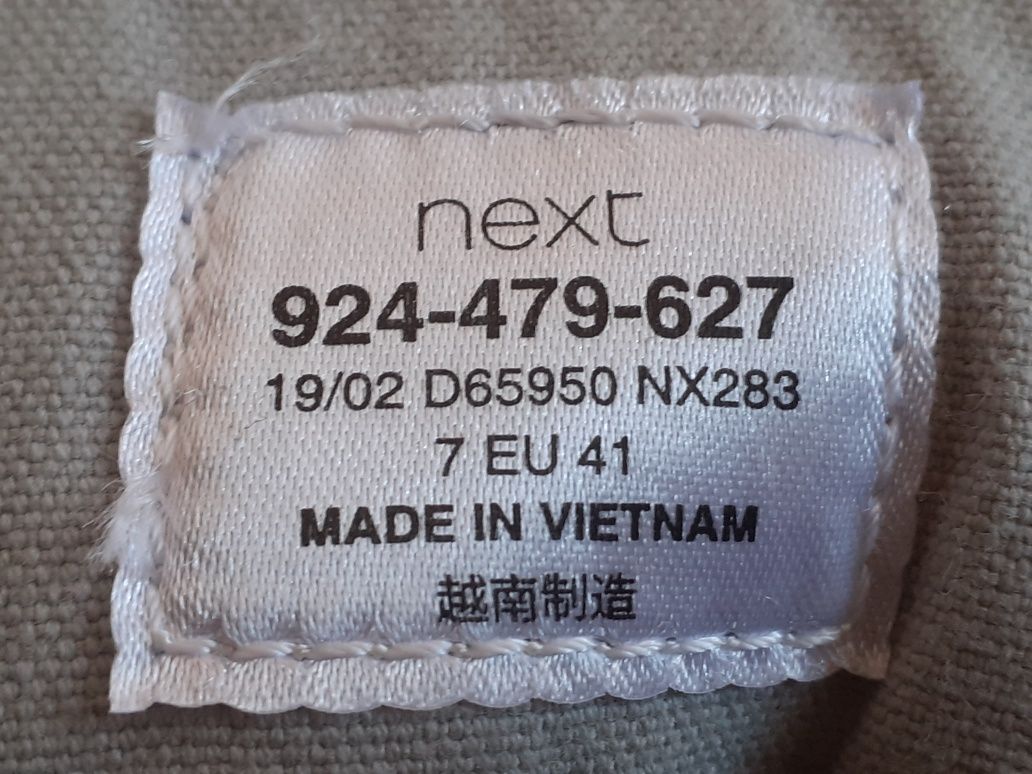 next
924-479-627
19/02 D65950 NX283
7 EU 41
MADE IN VIETNAM
越南制造